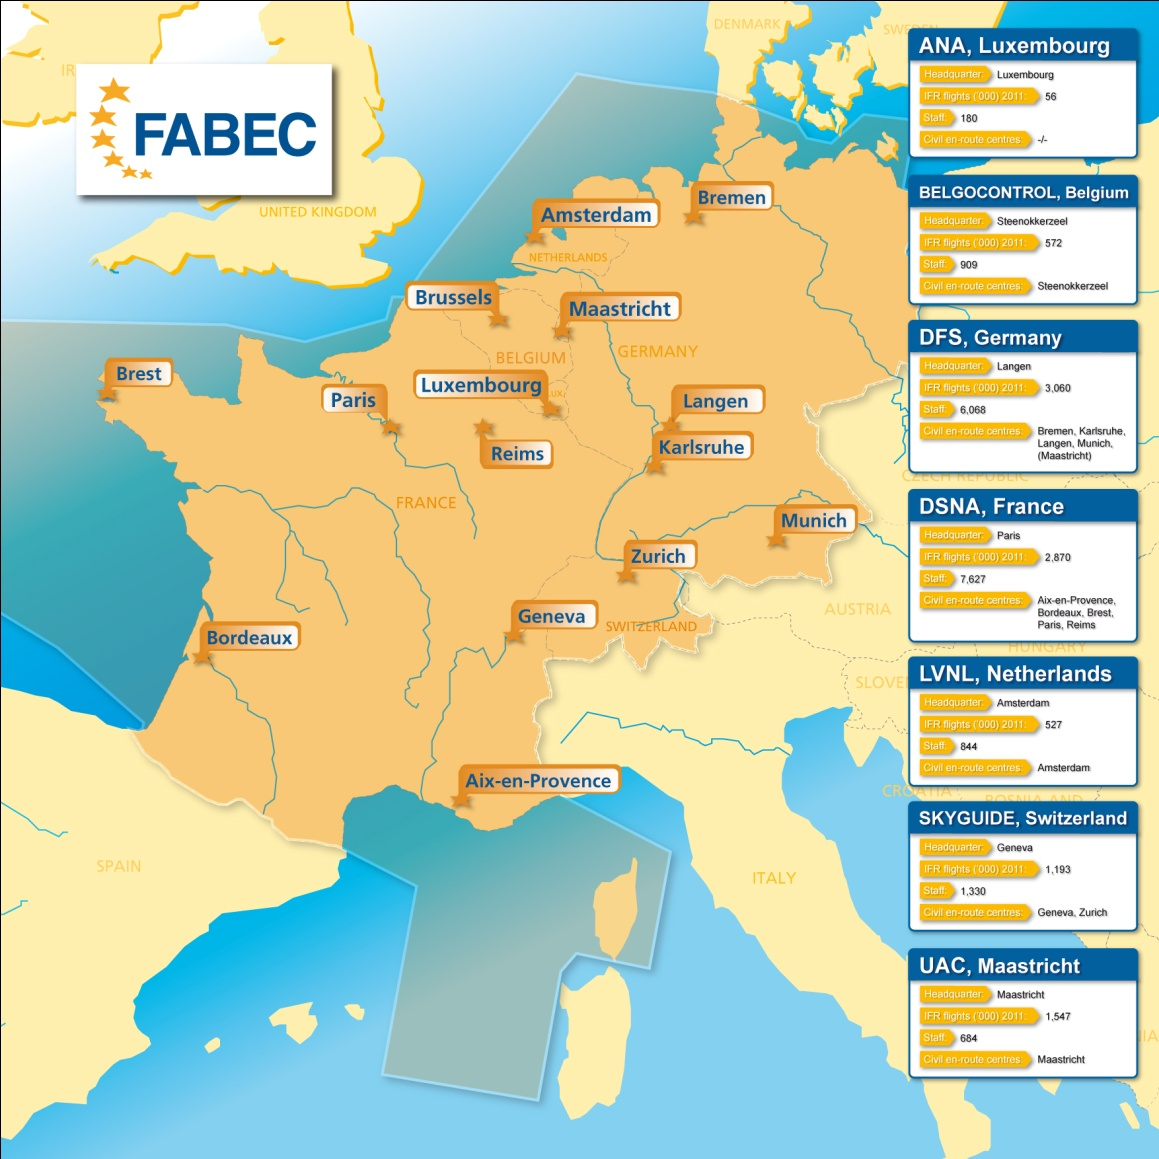 DENMARK
FABEC
UNITED KINGDOM
Bremen
Amsterdam
NETHERLANDS
Brussels
Maastricht
BELGIUM
GERMANY
Brest
Luxembourg
LUX.
Paris
Langen
Reims
Karlsruhe
FRANCE
CZECH REPUBLIC
Munich
Zurich
AUSTRIA
Geneva
SWITZERLAND
Bordeaux
HUNGARY
Aix-en-Provence
CROATIA
BOSNIA AND
SPAIN
ITALY
ANA, Luxembourg
Headquarter: Luxembourg
IFR flights ('000) 2011: 56
Staff: 180
Civil en-route centres: -/-
BELGOCONTROL, Belgium
Headquarter: Steenokkerzeel
IFR flights ('000) 2011: 572
Staff: 909
Civil en-route centres: Steenokkerzeel
DFS, Germany
Headquarter: Langen
IFR flights ('000) 2011: 3,060
Staff: 6,068
Civil en-route centres: Bremen, Karlsruhe,
Langen, Munich,
(Maastricht)
DSNA, France
Headquarter: Paris
IFR flights ('000) 2011: 2,870
Staff: 7,627
Civil en-route centres: Aix-en-Provence,
Bordeaux, Brest,
Paris, Reims
LVNL, Netherlands
Headquarter: Amsterdam
IFR flights ('000) 2011: 527
Staff: 844
Civil en-route centres: Amsterdam
SKYGUIDE, Switzerland
Headquarter: Geneva
IFR flights ('000) 2011: 1,193
Staff: 1,330
Civil en-route centres: Geneva, Zurich
UAC, Maastricht
Headquarter: Maastricht
IFR flights ('000) 2011: 1,547
Staff: 684
Civil en-route centres: Maastricht